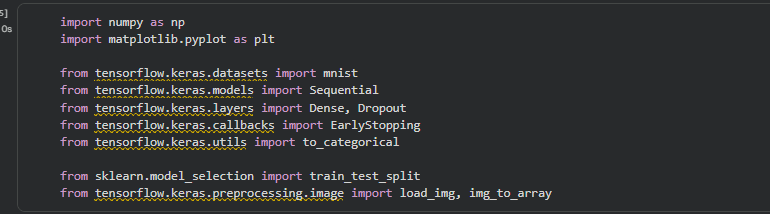 s]
0s
import numpy as np
import matplotlib.pyplot as plt
from tensorflow.keras.datasets import mnist
from tensorflow.keras.models import Sequential
from tensorflow.keras.layers import Dense, Dropout
from tensorflow.keras.callbacks import EarlyStopping
from tensorflow.keras.utils import to_categorical
from sklearn.model_selection import train_test_split
from tensorflow.keras.preprocessing.image import load_img, img_to_array